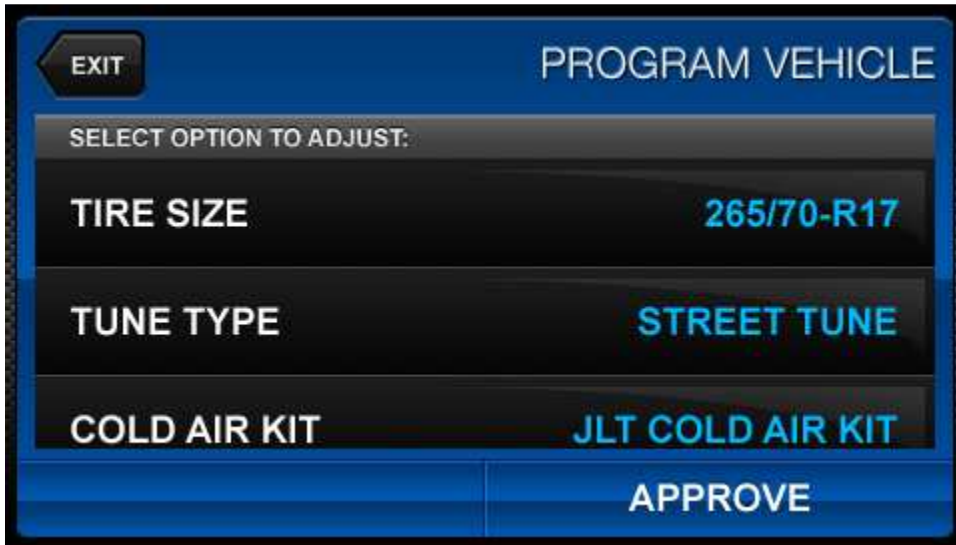 EXIT
PROGRAM VEHICLE
SELECT OPTION TO ADJUST:
TIRE SIZE 265/70-R17
TUNE TYPE STREET TUNE
COLD AIR KIT JLT COLD AIR KIT
APPROVE